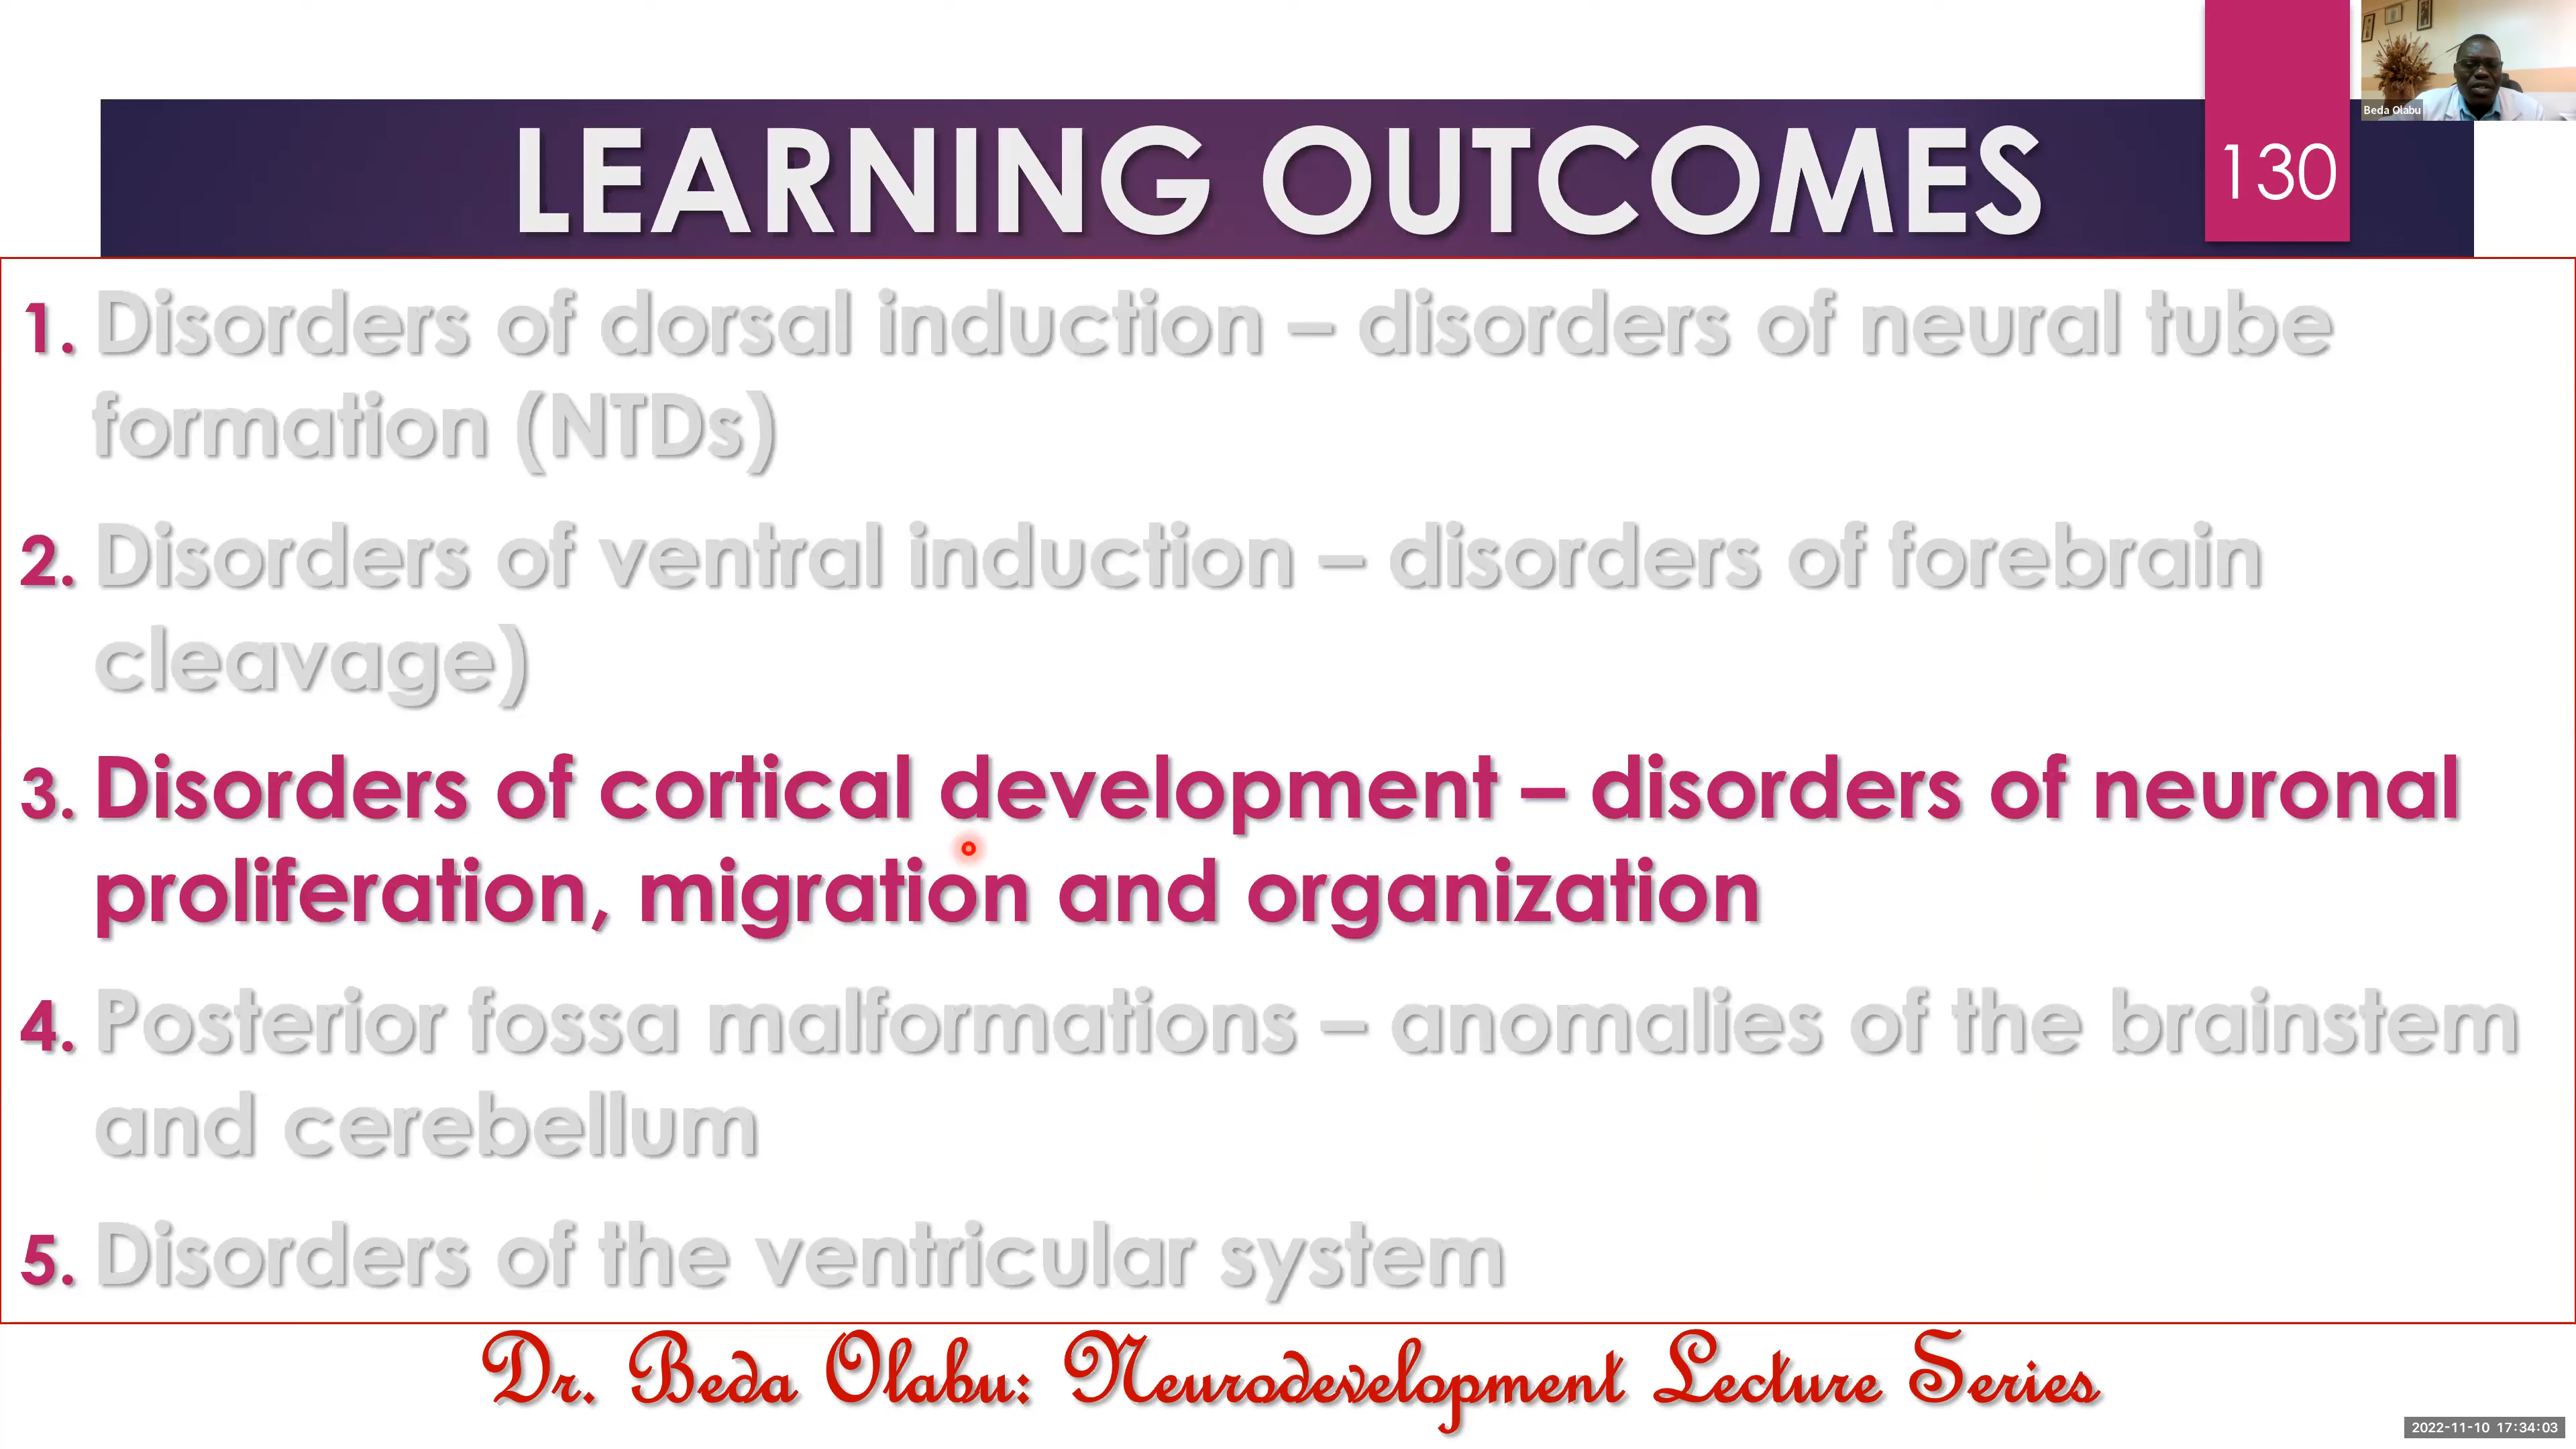 LEARNING OUTCOMES
130
Beda Olabu
1. Disorders of dorsal induction – disorders of neural tube
formation (NTDs)
2. Disorders of ventral induction – disorders of forebrain
cleavage)
3. Disorders of cortical development – disorders of neuronal
proliferation, migration and organization
4. Posterior fossa malformations – anomalies of the brainstem
and cerebellum
5. Disorders of the ventricular system
Dr. Beda Olabu: Neurodevelopment Lecture Series
2022-11-10 17:34:03